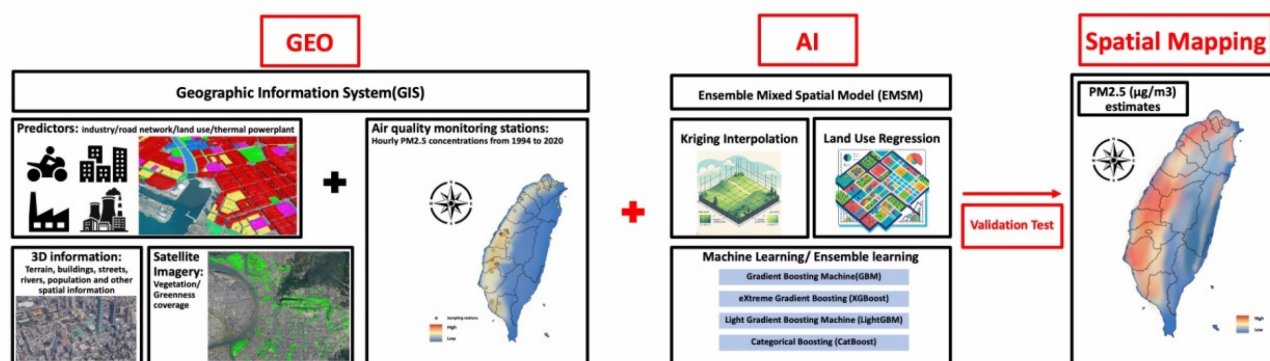 GEO
Geographic Information System(GIS)
Predictors: industry/road network/land use/thermal powerplant
Air quality monitoring stations:
Hourly PM2.5 concentrations from 1994 to 2020
Sampling stations
High
Low
3D information:
Terrain, buildings, streets,
rivers, population and other
spatial information
Satellite
Imagery:
Vegetation/
Greenness
coverage
AI
Ensemble Mixed Spatial Model (EMSM)
Kriging Interpolation
Land Use Regression
Machine Learning/ Ensemble learning
Gradient Boosting Machine(GBM)
eXtreme Gradient Boosting (XGBoost)
Light Gradient Boosting Machine (LightGBM)
Categorical Boosting (CatBoost)
Validation Test
Spatial Mapping
PM2.5 (μg/m3)
estimates
High
Low